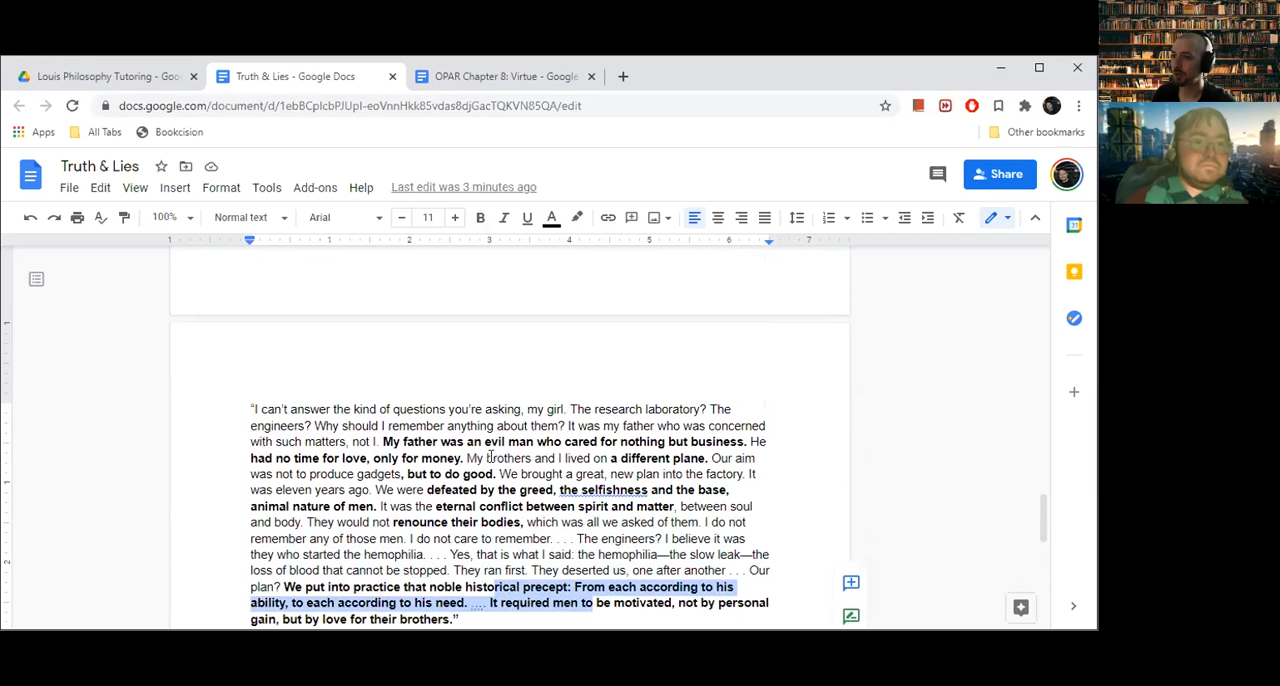 Louis Philosophy Tutoring - Goo
Truth & Lies - Google Docs
OPAR Chapter 8: Virtue - Google
docs.google.com/document/d/1ebBCpIcbPJUpI-eoVnnHkk85vdas8djGacTQKVN85QA/edit
Apps
All Tabs
Bookcision
Other bookmarks
Truth & Lies
File Edit View Insert Format Tools Add-ons Help Last edit was 3 minutes ago
Share
100% Normal text Arial 11 B I U A
1 1 2 3 4 5 6 7
“I can’t answer the kind of questions you’re asking, my girl. The research laboratory? The
engineers? Why should I remember anything about them? It was my father who was concerned
with such matters, not I. My father was an evil man who cared for nothing but business. He
had no time for love, only for money. My brothers and I lived on a different plane. Our aim
was not to produce gadgets, but to do good. We brought a great, new plan into the factory. It
was eleven years ago. We were defeated by the greed, the selfishness and the base,
animal nature of men. It was the eternal conflict between spirit and matter, between soul
and body. They would not renounce their bodies, which was all we asked of them. I do not
remember any of those men. I do not care to remember. . . . The engineers? I believe it was
they who started the hemophilia. . . . Yes, that is what I said: the hemophilia—the slow leak—the
loss of blood that cannot be stopped. They ran first. They deserted us, one after another . . . Our
plan? We put into practice that noble historical precept: From each according to his
ability, to each according to his need. .... It required men to be motivated, not by personal
gain, but by love for their brothers.”
1
2
31